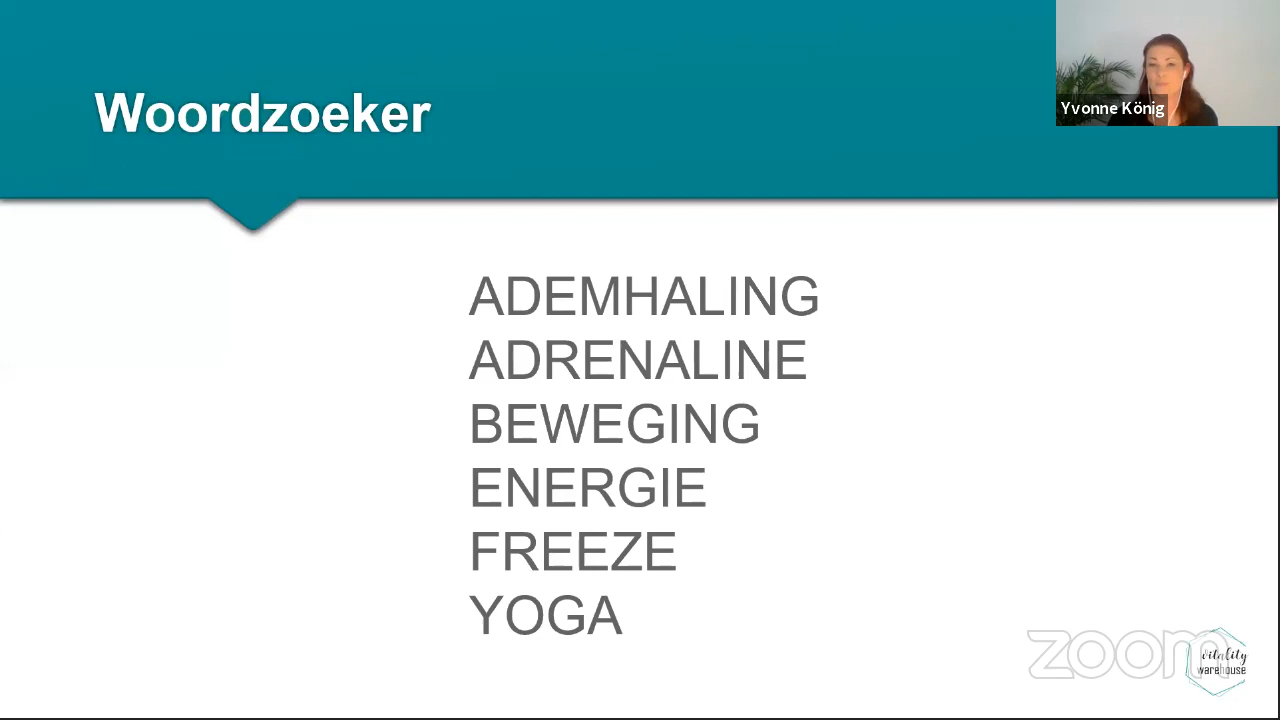 Woordzoeker
Yvonne König
ADEMHALING
ADRENALINE
BEWEGING
ENERGIE
FREEZE
YOGA
zoom
vitality
warehouse